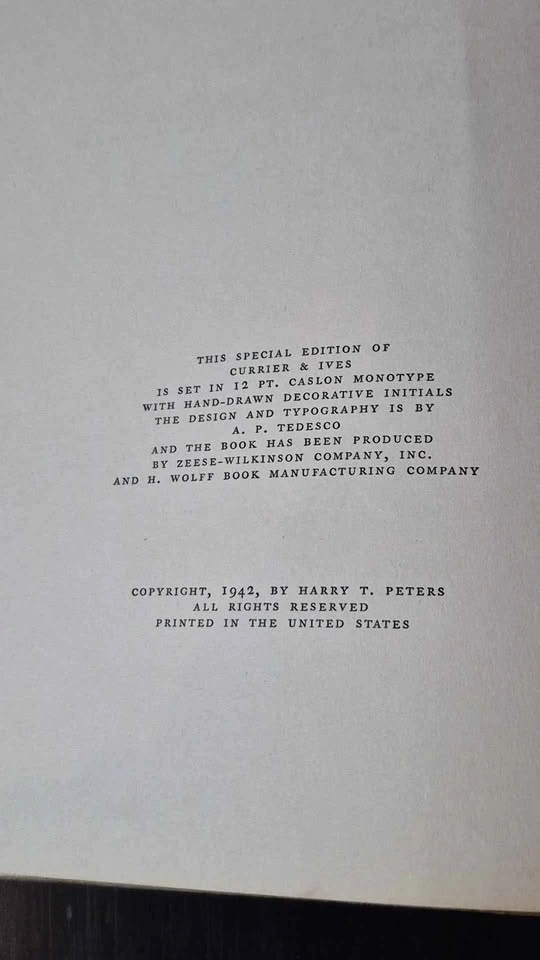 THIS SPECIAL EDITION OF
CURRIER & IVES
IS SET IN 12 PT. CASLON MONOTYPE
WITH HAND-DRAWN DECORATIVE INITIALS
THE DESIGN AND TYPOGRAPHY IS BY
A. P. TEDESCO
AND THE BOOK HAS BEEN PRODUCED
BY ZEESE-WILKINSON COMPANY, INC.
AND H. WOLFF BOOK MANUFACTURING COMPANY
COPYRIGHT, 1942, BY HARRY T. PETERS
ALL RIGHTS RESERVED
PRINTED IN THE UNITED STATES